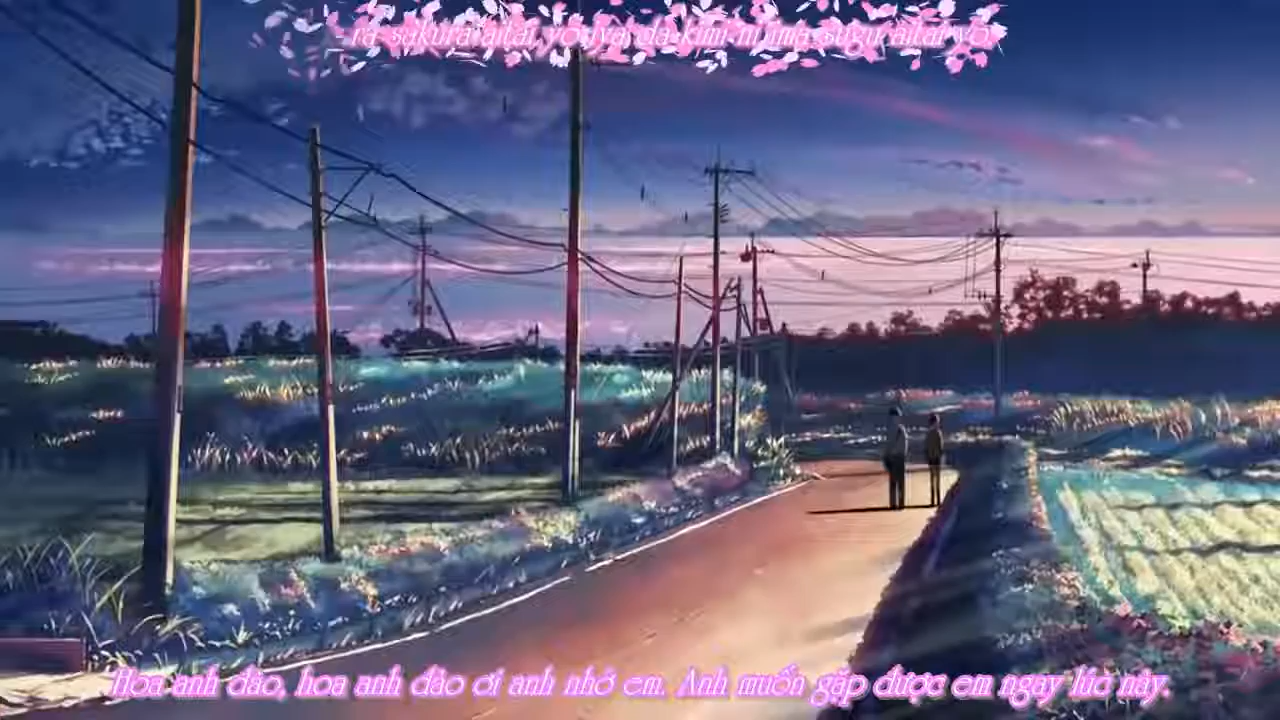 ra sakura aitai yo iya da kimi ni ima sugu aitai yo
Hoa anh đào, hoa anh đào ơi anh nhớ em. Anh muốn gặp được em ngay lúc này.